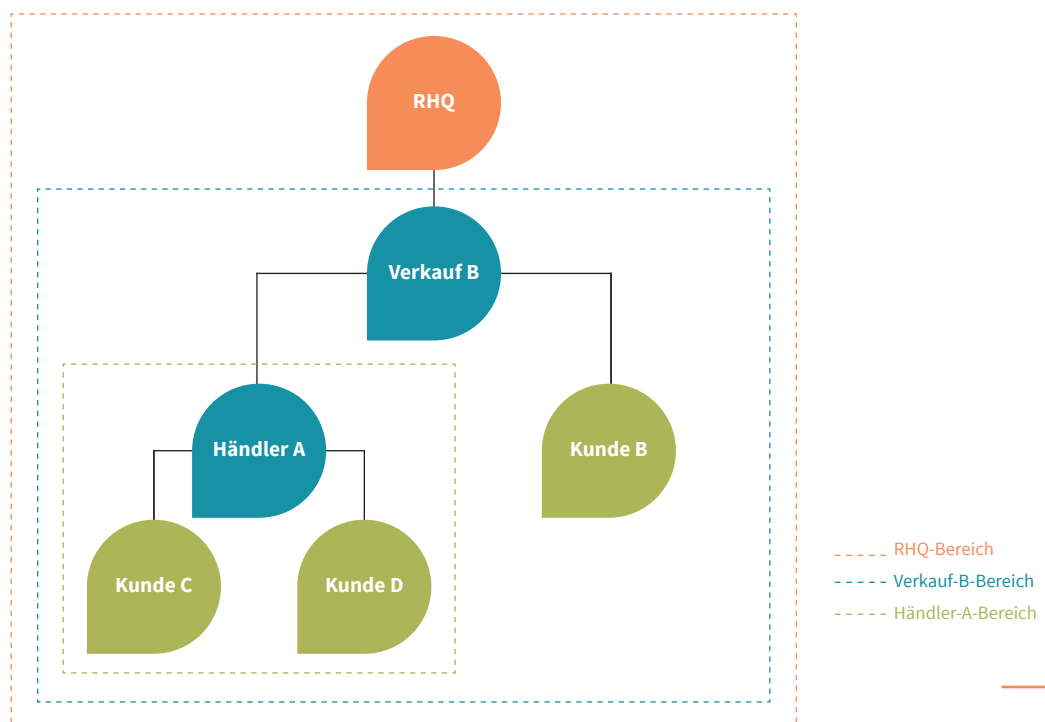 RHQ
Verkauf B
Händler A
Kunde B
Kunde C
Kunde D
RHQ-Bereich
Verkauf-B-Bereich
Händler-A-Bereich